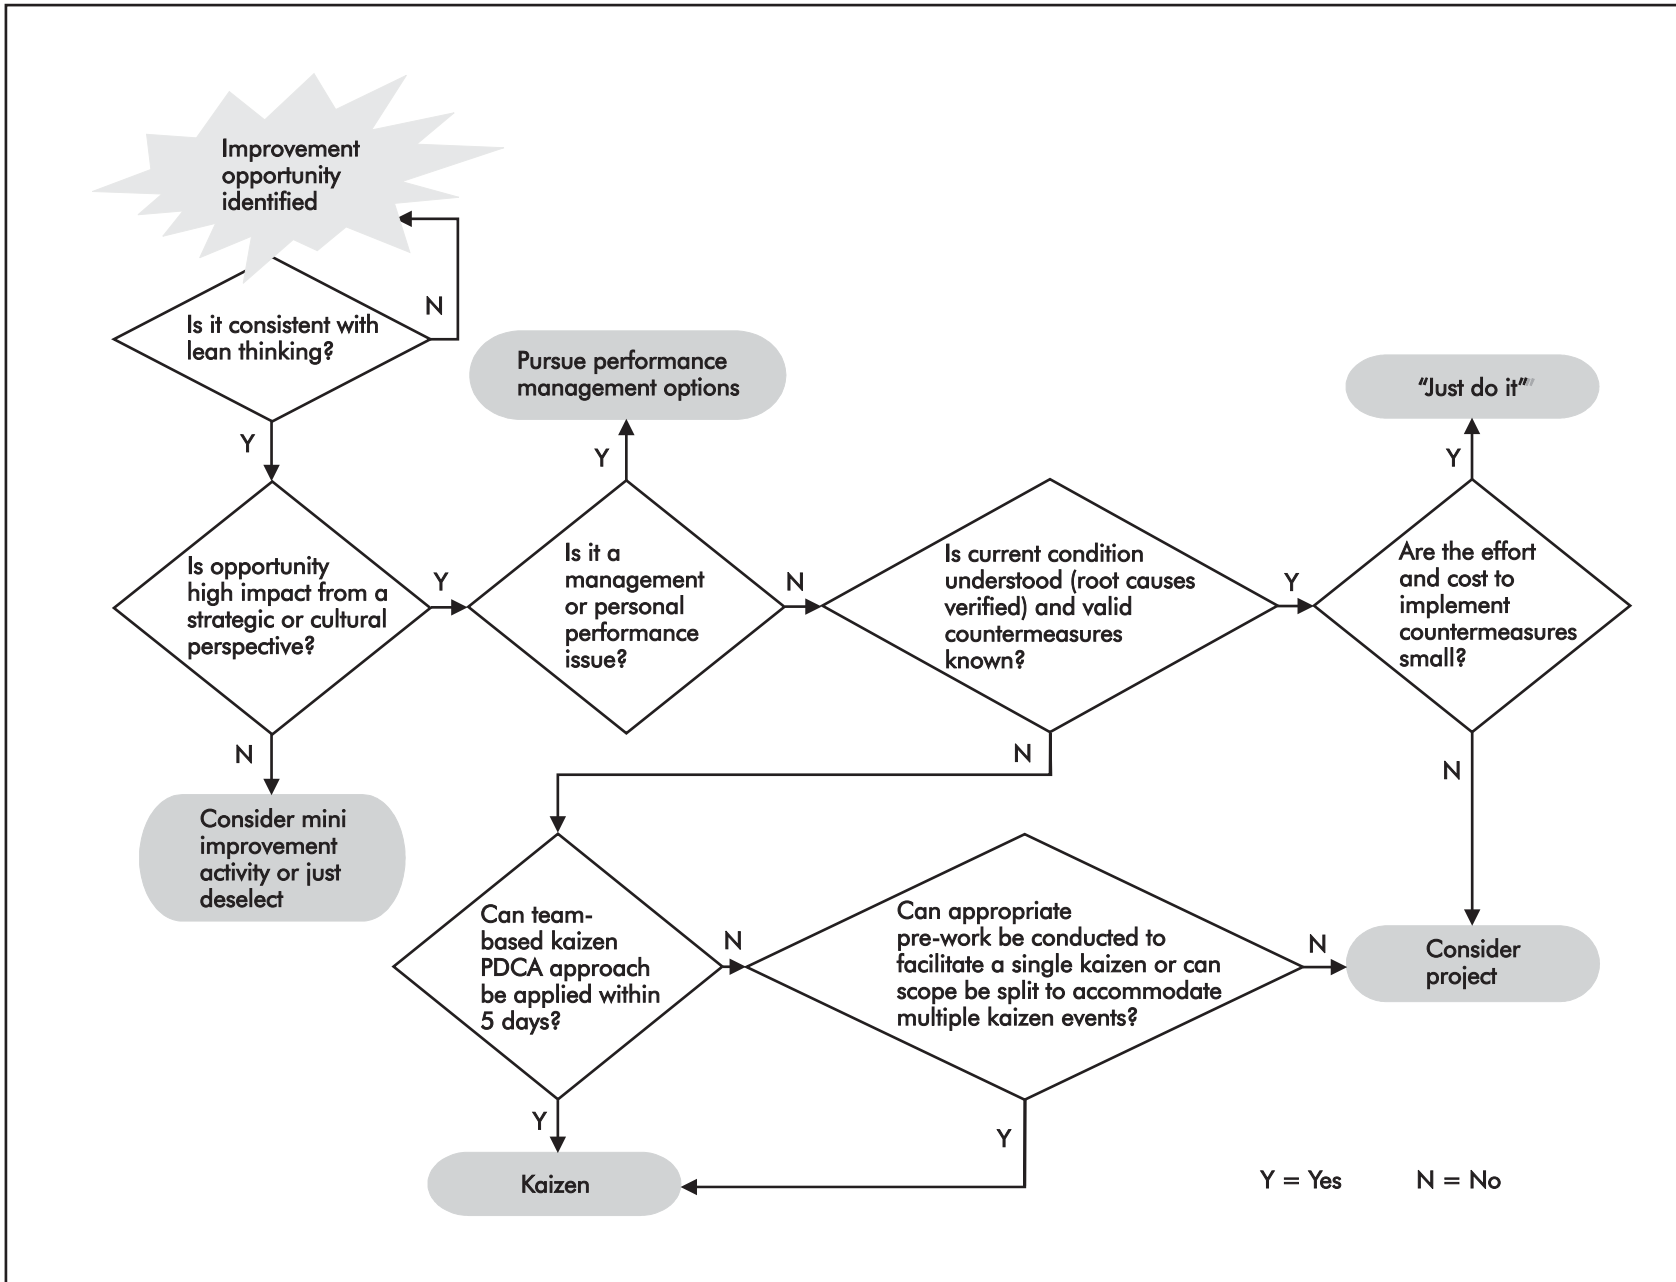 Improvement
opportunity
identified
N
Is it consistent with
lean thinking?
Y
Pursue performance
management options
"Just do it"
Y
Y
Is opportunity
high impact from a
strategic or cultural
perspective?
Y
Is it a
management
or personal
performance
issue?
N
Is current condition
understood (root causes
verified) and valid
countermeasures
known?
Y
Are the effort
and cost to
implement
countermeasures
small?
N
N
N
Consider mini
improvement
activity or just
deselect
Can team-
based kaizen
PDCA approach
be applied within
5 days?
N
Can appropriate
pre-work be conducted to
facilitate a single kaizen or can
scope be split to accommodate
multiple kaizen events?
N
Consider
project
Y
Y
Kaizen
Y = Yes N = No